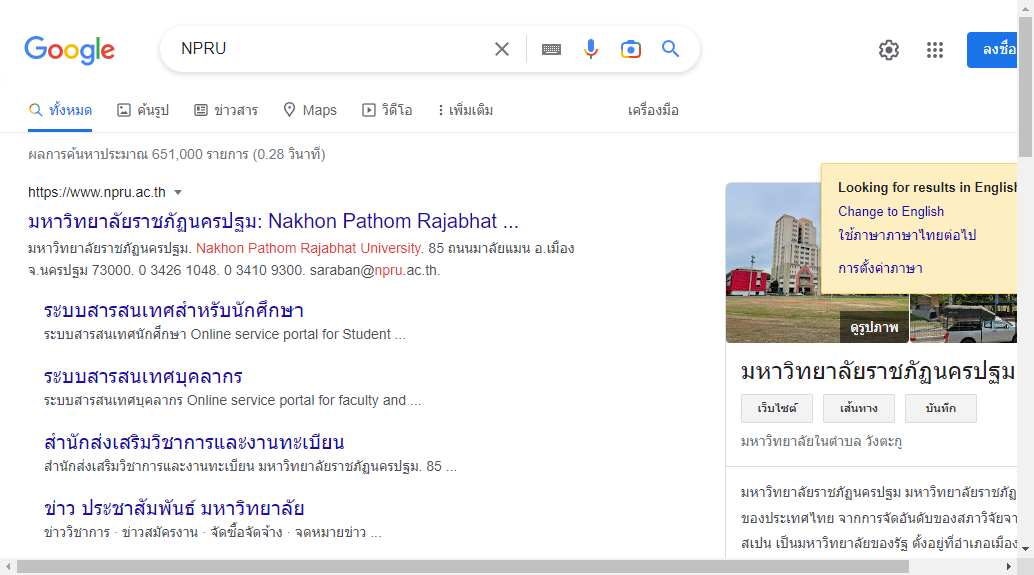 Google
NPRU
ลงชื่อ
ทั้งหมด
ค้นรูป
ข่าวสาร
Maps
วิดีโอ
เพิ่มเติม
เครื่องมือ
ผลการค้นหาประมาณ 651,000 รายการ (0.28 วินาที)
https://www.npru.ac.th
มหาวิทยาลัยราชภัฏนครปฐม: Nakhon Pathom Rajabhat ...
มหาวิทยาลัยราชภัฏนครปฐม. Nakhon Pathom Rajabhat University. 85 ถนนมาลัยแมน อ.เมือง
จ.นครปฐม 73000. 0 3426 1048. 0 3410 9300. saraban@npru.ac.th.
ระบบสารสนเทศสำหรับนักศึกษา
ระบบสารสนเทศนักศึกษา Online service portal for Student ...
ระบบสารสนเทศบุคลากร
ระบบสารสนเทศบุคลากร Online service portal for faculty and ...
สำนักส่งเสริมวิชาการและงานทะเบียน
สำนักส่งเสริมวิชาการและงานทะเบียน มหาวิทยาลัยราชภัฏนครปฐม. 85 ...
ข่าว ประชาสัมพันธ์ มหาวิทยาลัย
ข่าววิชาการ · ข่าวสมัครงาน · จัดซื้อจัดจ้าง · จดหมายข่าว ...
Looking for results in English
Change to English
ใช้ภาษาภาษาไทยต่อไป
การตั้งค่าภาษา
ดูรูปภาพ
มหาวิทยาลัยราชภัฏนครปฐม
เว็บไซต์
เส้นทาง
บันทึก
มหาวิทยาลัยในตำบล วังตะกู
มหาวิทยาลัยราชภัฏนครปฐม มหาวิทยาลัยราชภัฏ
ของประเทศไทย จากการจัดอันดับของสภาวิจัย
สเปน เป็นมหาวิทยาลัยของรัฐ ตั้งอยู่ที่อำเภอเมือง